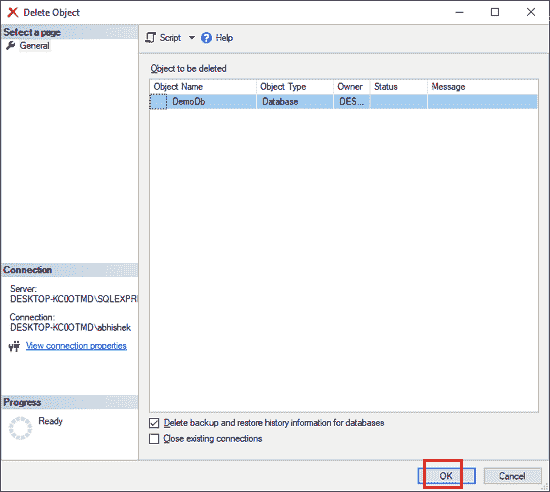 Delete Object
Select a page
General
Script
Help
Object to be deleted
Object Name Object Type Owner Status Message
DemoDb Database DES...
Connection
Server:
DESKTOP-KC0OTMD\SQLEXPRI
Connection:
DESKTOP-KC0OTMD\abhishek
View connection properties
Progress
Ready
Delete backup and restore history information for databases
Close existing connections
OK
Cancel